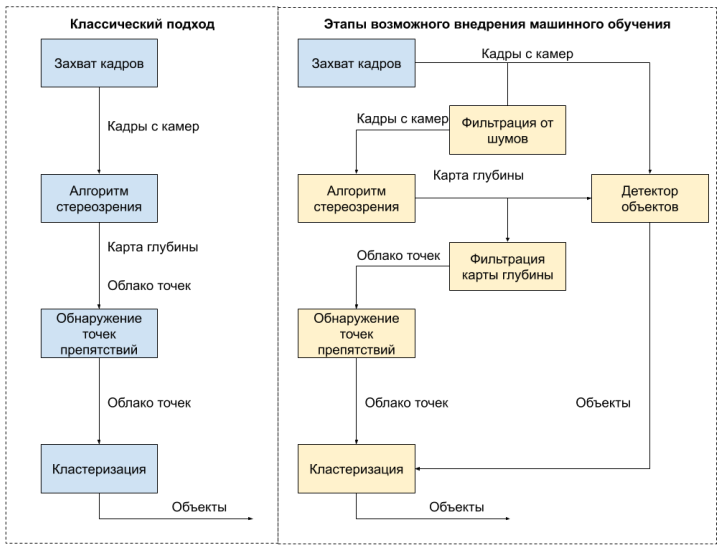 Классический подход
Захват кадров
Кадры с камер
Алгоритм
стереозрения
Карта глубины
Облако точек
Обнаружение
точек
препятствий
Облако точек
Кластеризация
Объекты
Этапы возможного внедрения машинного обучения
Захват кадров
Кадры с камер
Фильтрация от
шумов
Кадры с камер
Алгоритм
стереозрения
Карта глубины
Детектор
объектов
Фильтрация
карты глубины
Облако точек
Обнаружение
точек
препятствий
Облако точек
Объекты
Кластеризация
Объекты